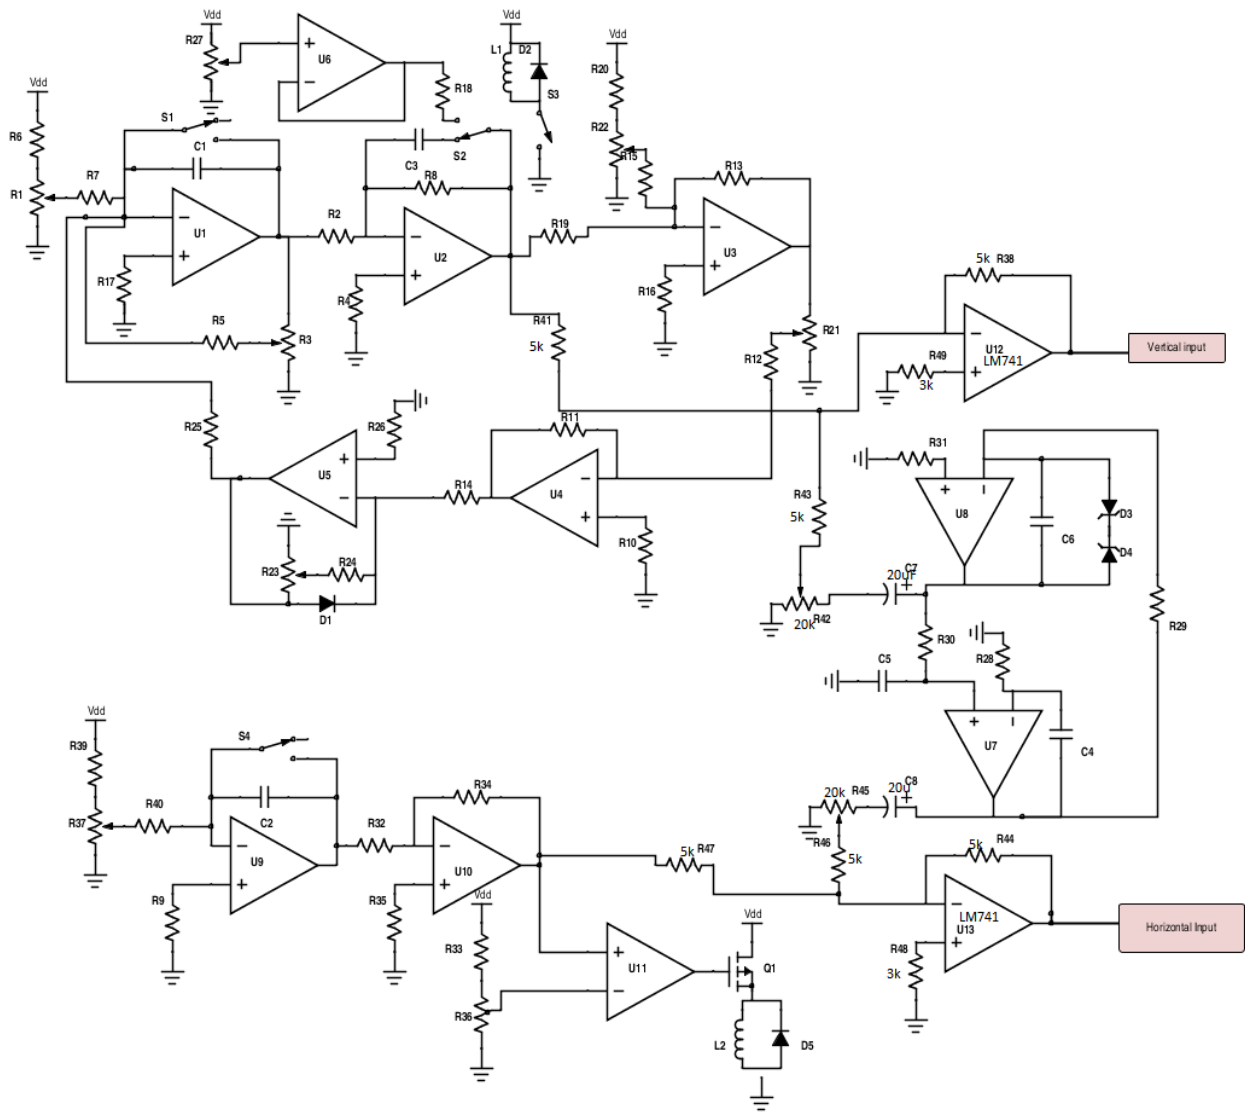 Vdd
R27
U6
R18
Vdd
L1
D2
S3
Vdd
R20
R22
R15
R13
Vdd
R6
R1
R7
S1
C1
U1
R17
R5
R3
R2
C3
S2
R8
U2
R4
R19
U3
R16
R41
5k
R12
R21
5k
R38
U12
LM741
R49
3k
Vertical input
R25
R26
U5
R14
R11
U4
R10
R23
R24
D1
R43
5k
20k
R42
20uF
C7
R31
U8
C6
D3
D4
R29
R30
C5
R28
U7
C4
Vdd
R39
R37
R40
S4
C2
U9
R9
R32
R34
U10
R35
Vdd
R33
R36
U11
Vdd
Q1
L2
D5
5k
R47
20k
R45
20u
C8
R46
5k
5k
R44
LM741
U13
R48
3k
Horizontal Input